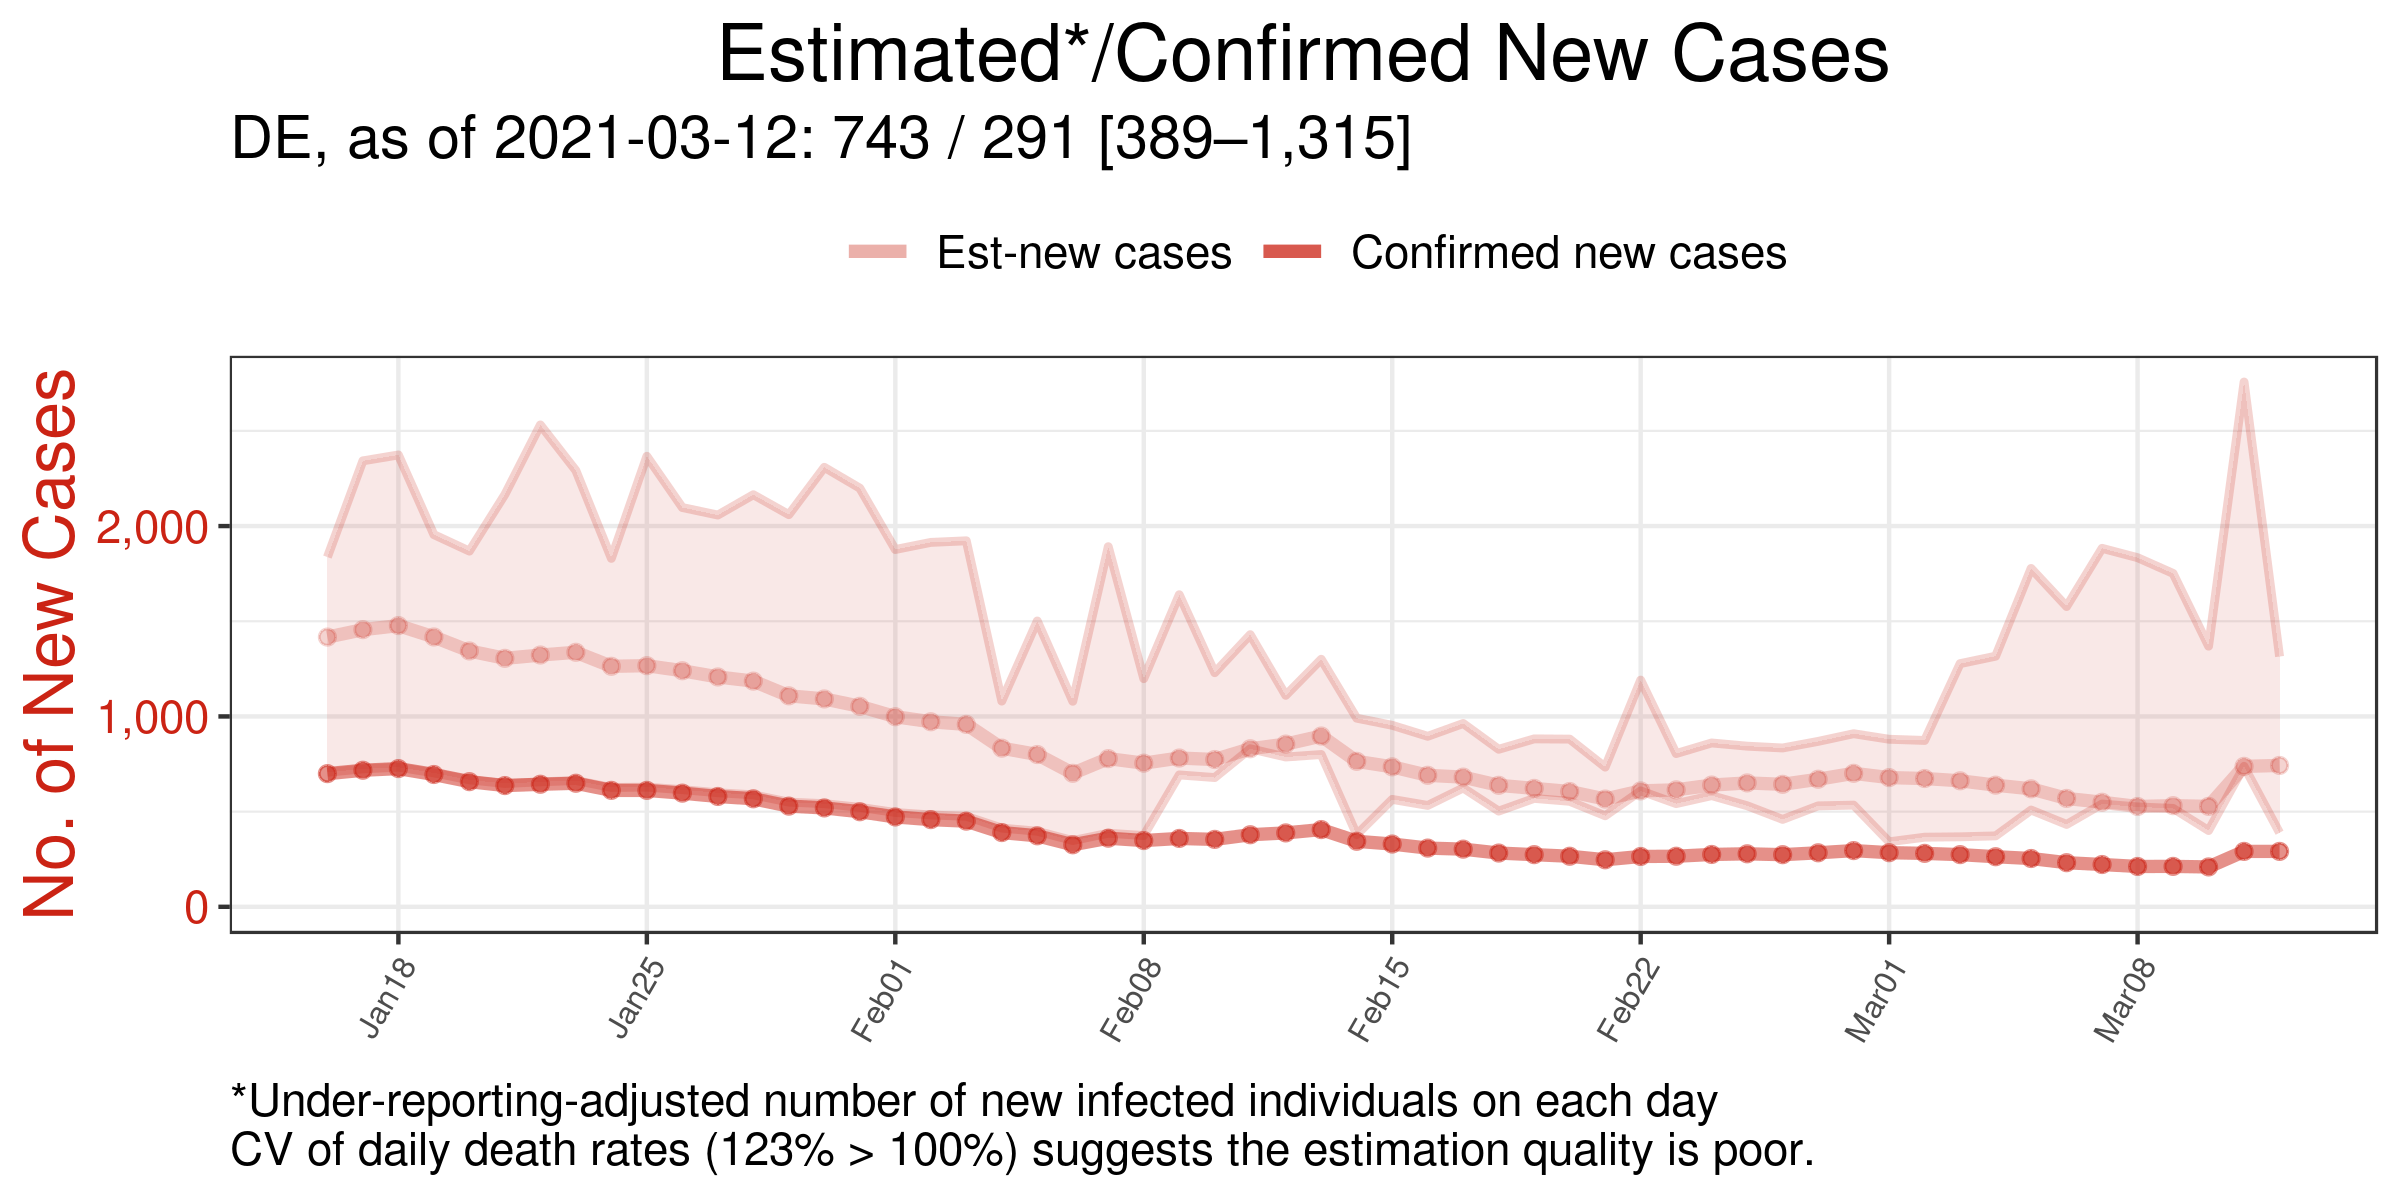 Estimated*/Confirmed New Cases
DE, as of 2021-03-12: 743 / 291 [389–1,315]
Est-new cases
Confirmed new cases
No. of New Cases
2,000
1,000
0
Jan18
Jan25
Feb01
Feb08
Feb15
Feb22
Mar01
Mar08
*Under-reporting-adjusted number of new infected individuals on each day
CV of daily death rates (123% > 100%) suggests the estimation quality is poor.